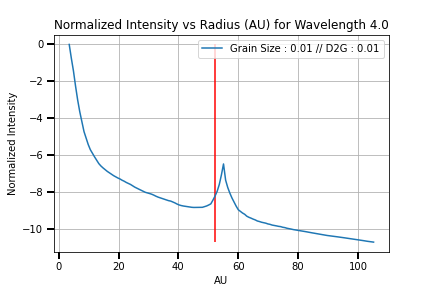 Normalized Intensity vs Radius (AU) for Wavelength 4.0
Grain Size : 0.01 // D2G : 0.01
Normalized Intensity
0
−2
−4
−6
−8
−10
0 20 40 60 80 100
AU